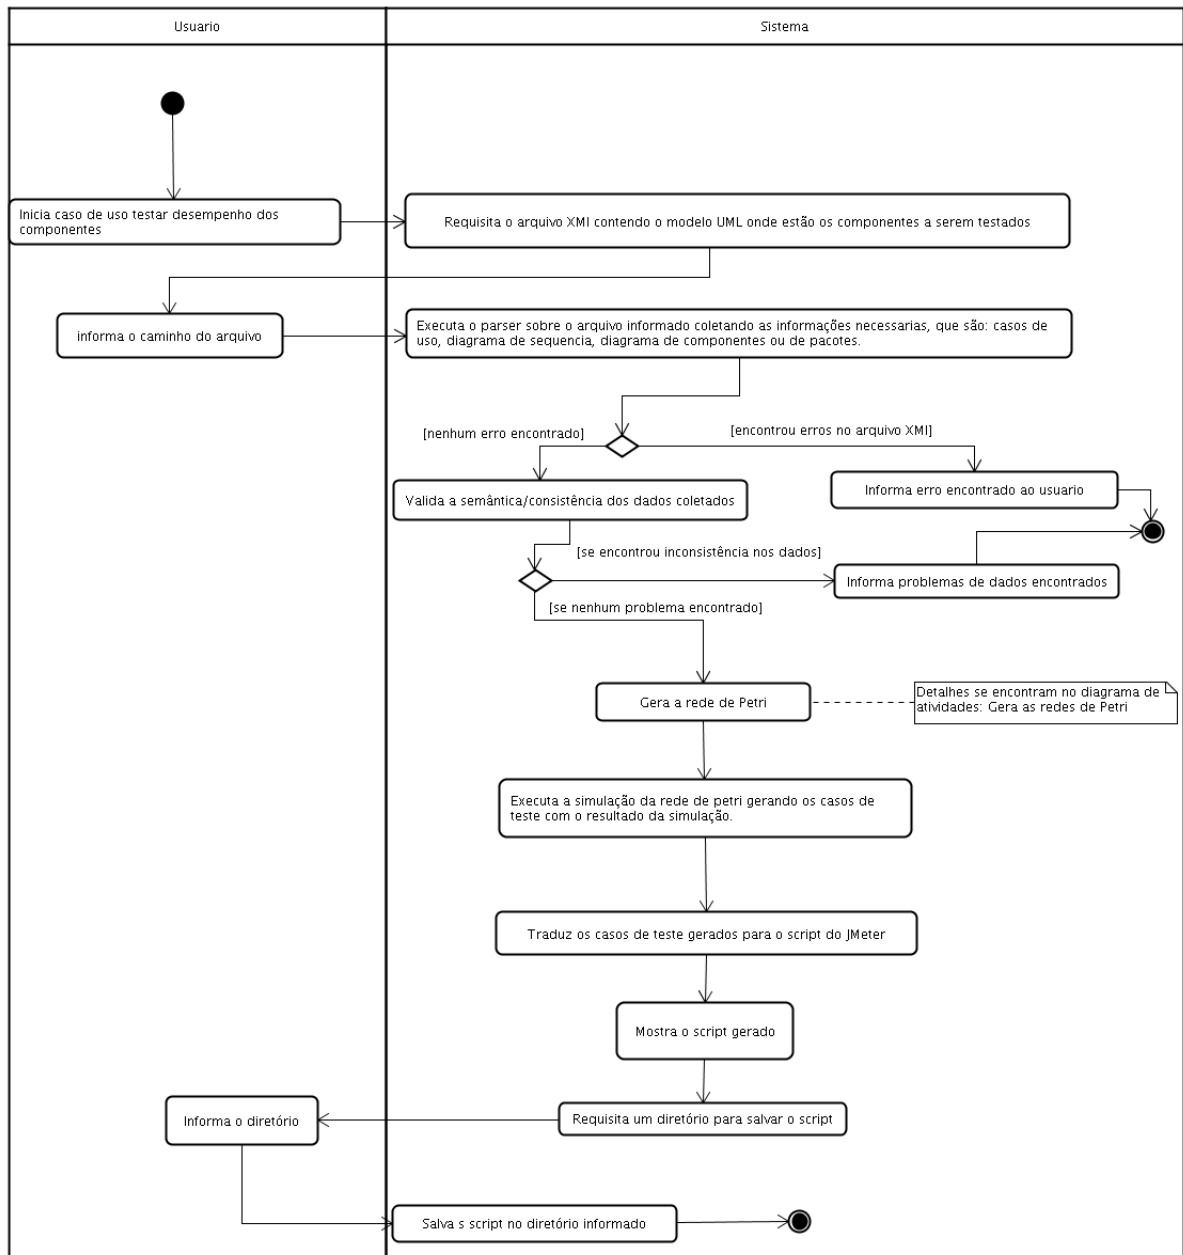 Usuario
Sistema
Inicia caso de uso testar desempenho dos
componentes
Requisita o arquivo XMI contendo o modelo UML onde estão os componentes a serem testados
informa o caminho do arquivo
Executa o parser sobre o arquivo informado coletando as informações necessarias, que são: casos de
uso, diagrama de sequencia, diagrama de componentes ou de pacotes.
[nenhum erro encontrado]
[encontrou erros no arquivo XMI]
Valida a semântica/consistência dos dados coletados
Informa erro encontrado ao usuario
[se encontrou inconsistência nos dados]
Informa problemas de dados encontrados
[se nenhum problema encontrado]
Gera a rede de Petri
Detalhes se encontram no diagrama de
atividades: Gera as redes de Petri
Executa a simulação da rede de petri gerando os casos de
teste com o resultado da simulação.
Traduz os casos de teste gerados para o script do JMeter
Mostra o script gerado
Requisita um diretório para salvar o script
Informa o diretório
Salva s script no diretório informado